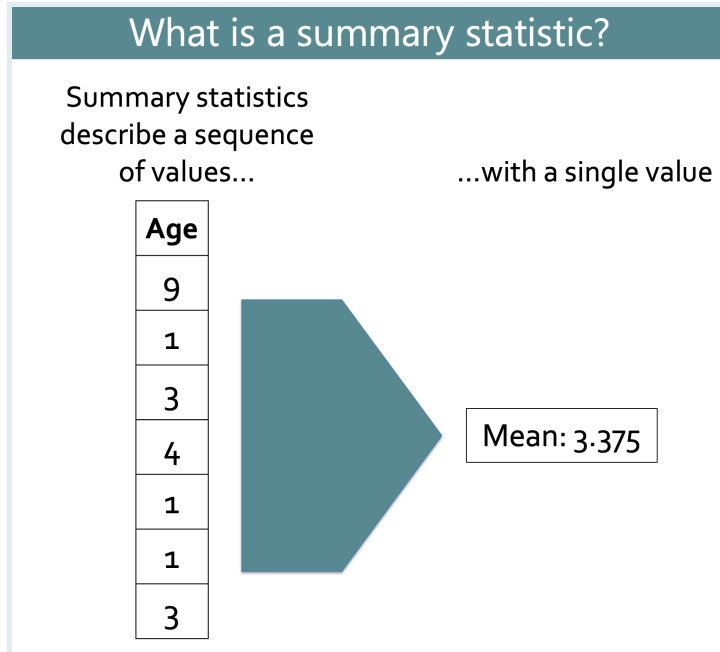 What is a summary statistic?
Summary statistics
describe a sequence
of values...
...with a single value
Age
9
1
3
4
1
1
3
Mean: 3.375